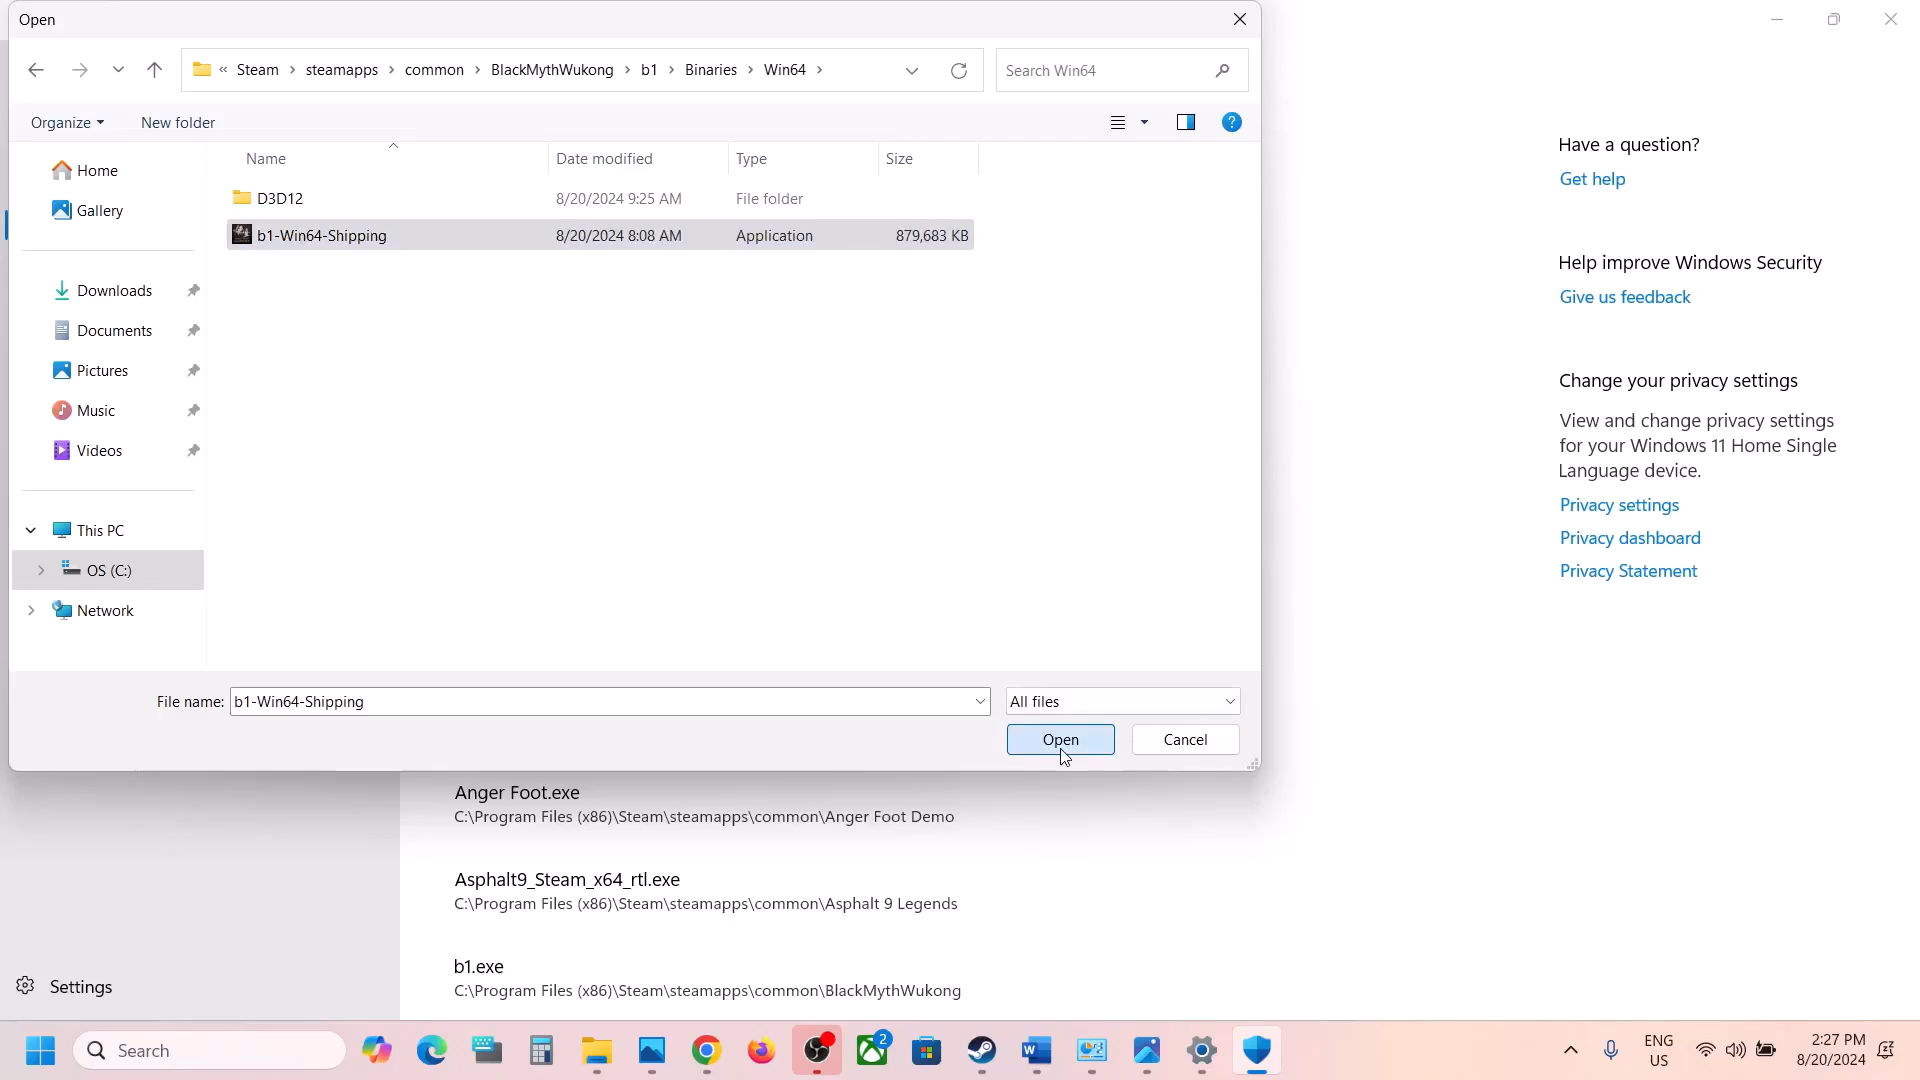 Open
« Steam > steamapps > common > BlackMythWukong > b1 > Binaries > Win64 >
Search Win64
Organize
New folder
?
Name
Date modified
Type
Size
D3D12
8/20/2024 9:25 AM
File folder
b1-Win64-Shipping
8/20/2024 8:08 AM
Application
879,683 KB
Home
Gallery
Downloads
Documents
Pictures
Music
Videos
This PC
OS (C:)
Network
File name:
b1-Win64-Shipping
All files
Open
Cancel
Have a question?
Get help
Help improve Windows Security
Give us feedback
Change your privacy settings
View and change privacy settings
for your Windows 11 Home Single
Language device.
Privacy settings
Privacy dashboard
Privacy Statement
Anger Foot.exe
C:\Program Files (x86)\Steam\steamapps\common\Anger Foot Demo
Asphalt9_Steam_x64_rtl.exe
C:\Program Files (x86)\Steam\steamapps\common\Asphalt 9 Legends
b1.exe
C:\Program Files (x86)\Steam\steamapps\common\BlackMythWukong
Settings
Search
2
ENG
US
2:27 PM
8/20/2024